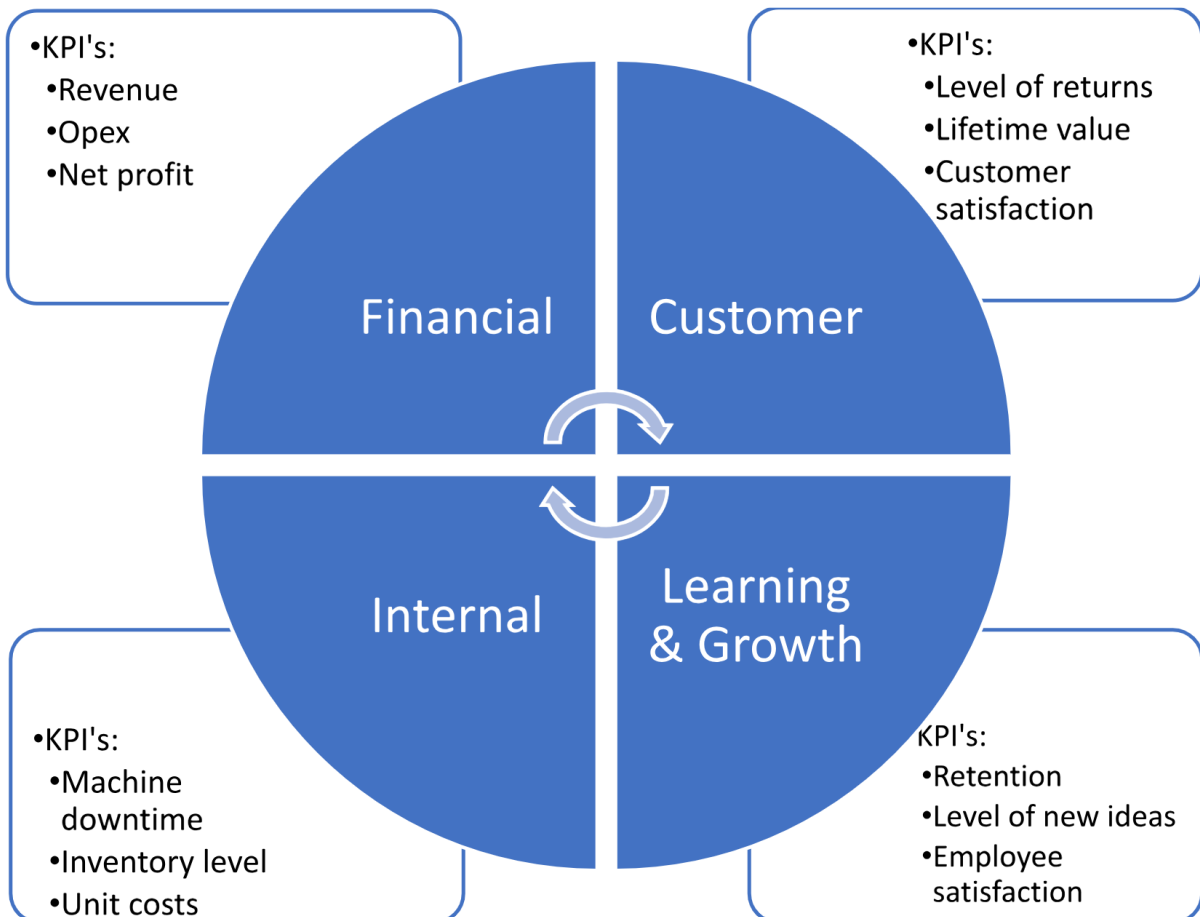 •KPI's:
•Revenue
•Opex
•Net profit
•KPI's:
•Level of returns
•Lifetime value
•Customer
satisfaction
Financial
Customer
Internal
Learning
& Growth
•KPI's:
•Machine
downtime
•Inventory level
•Unit costs
KPI's:
•Retention
•Level of new ideas
•Employee
satisfaction